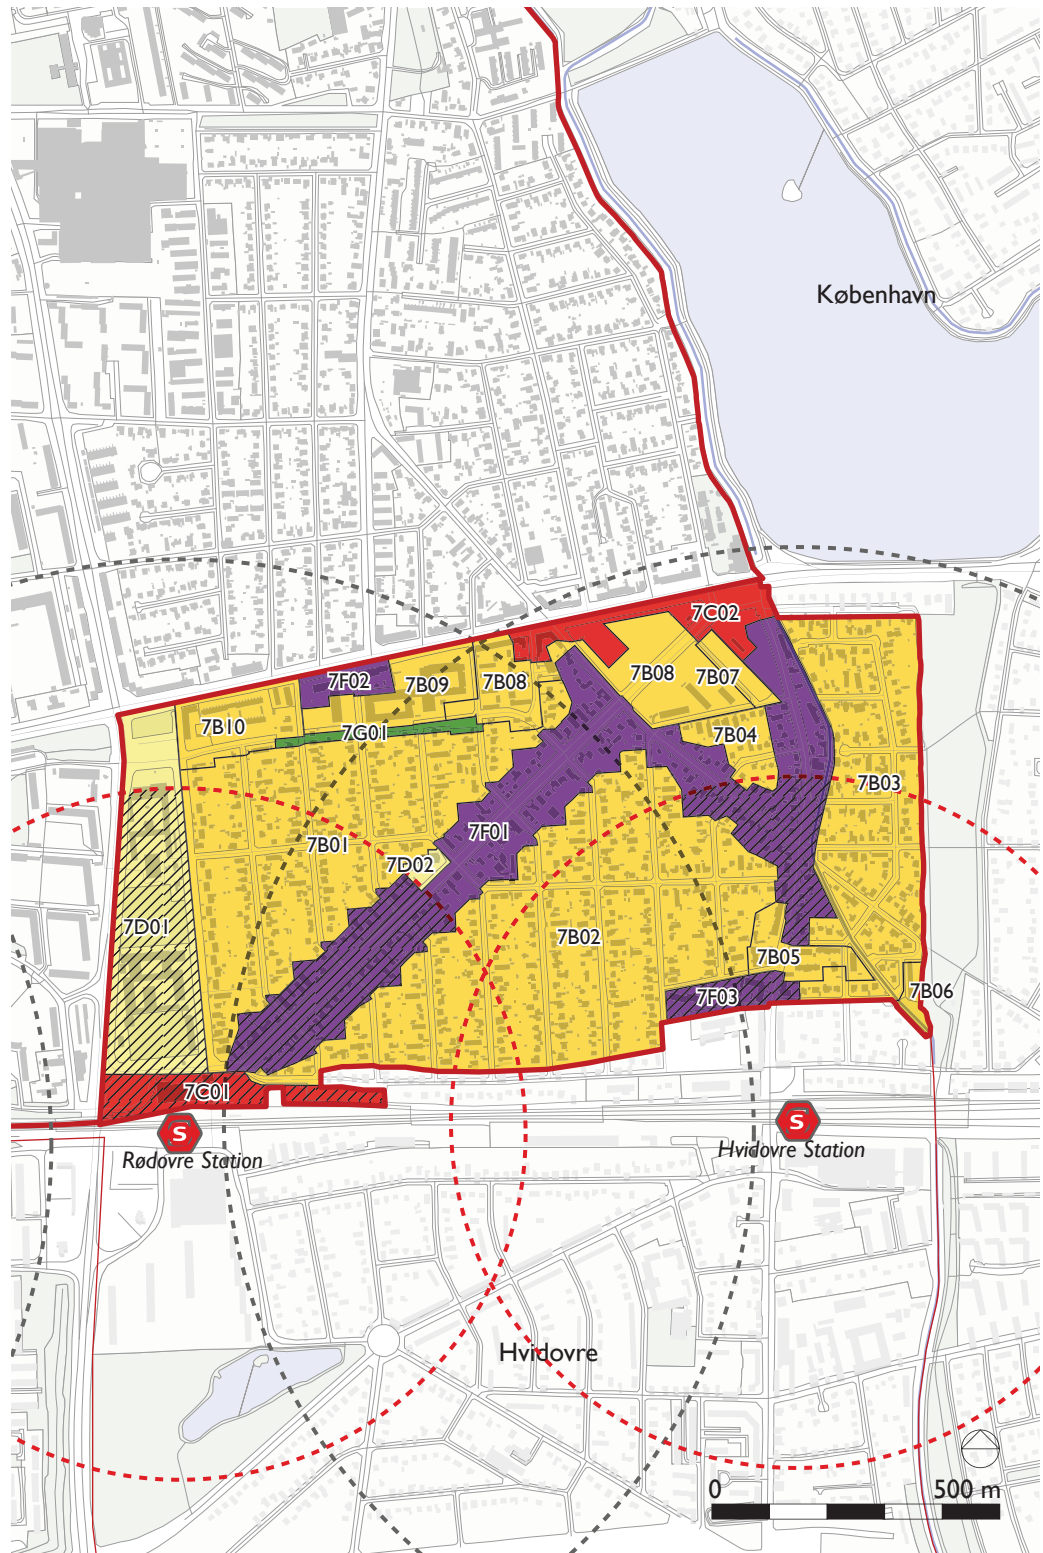 København
7C02
7F02
7B09
7B08
7B08
7B07
7B10
7G01
7B04
7B03
7F01
7B01
7D02
7D01
7B02
7B05
7F03
7B06
7C01
S
S
Rødovre Station
Hvidovre Station
Hvidovre
0
500 m